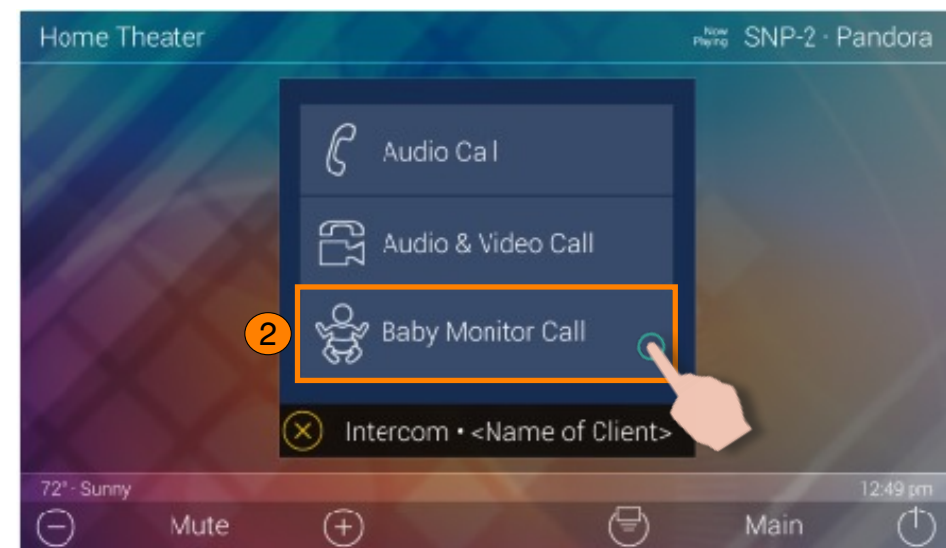 Home Theater
Now Playing SNP-2 · Pandora
Audio Call
Audio & Video Call
2 Baby Monitor Call
Intercom • <Name of Client>
72° - Sunny
12:49 pm
Mute
Main